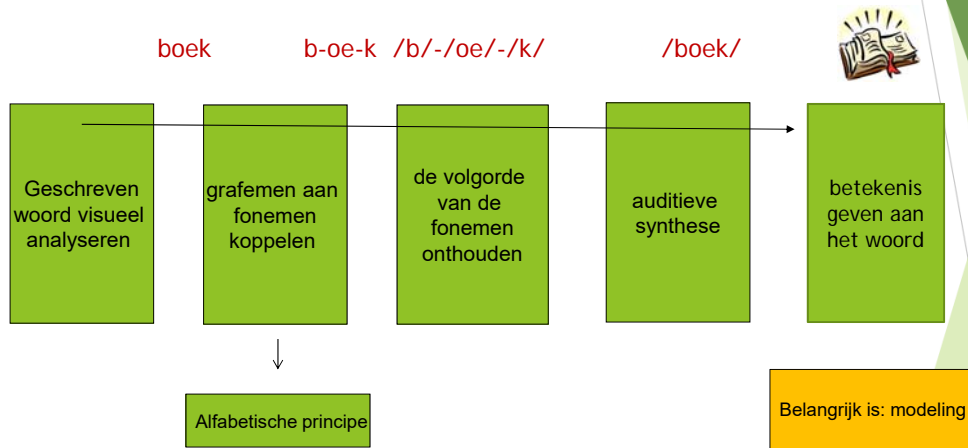 boek b-oe-k /b/-/oe/-/k/ /boek/
Geschreven
woord visueel
analyseren
grafemen aan
fonemen
koppelen
de volgorde
van de
fonemen
onthouden
auditieve
synthese
betekenis
geven aan
het woord
Alfabetische principe
Belangrijk is: modeling